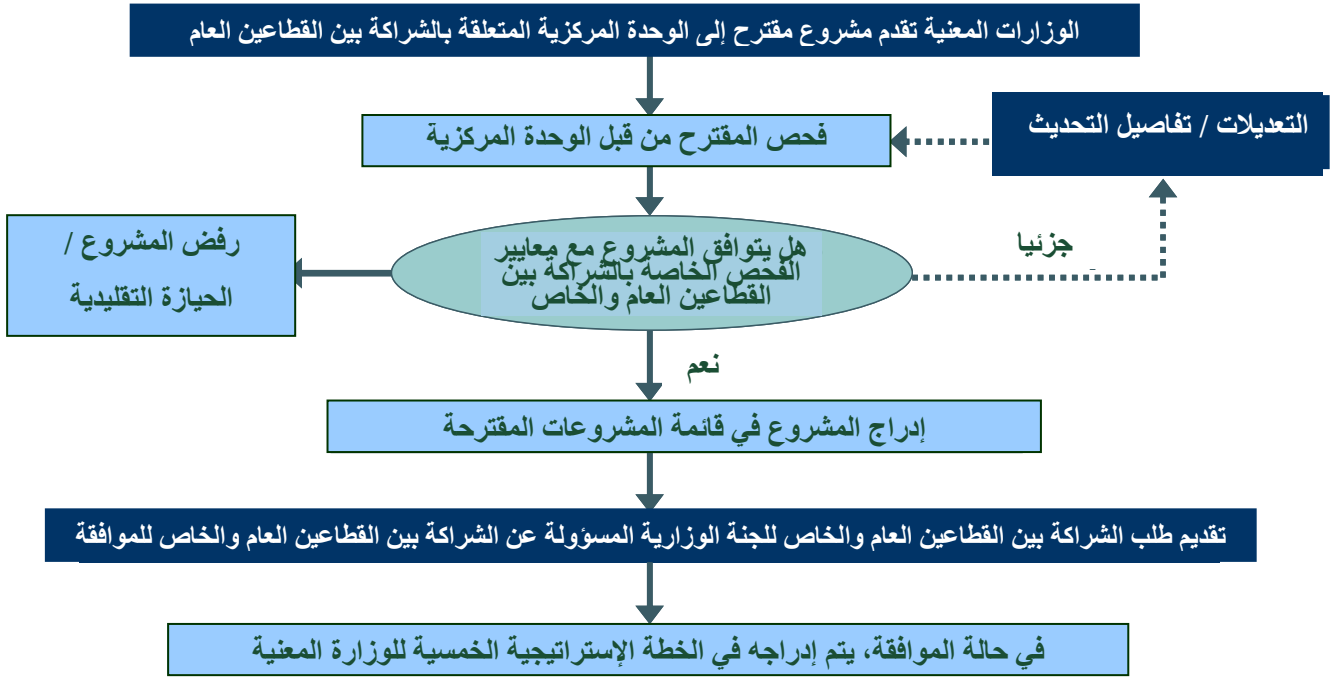 الوزارات المعنية تقدم مشروع مقترح إلى الوحدة المركزية المتعلقة بالشراكة بين القطاعين العام
التعديلات / تفاصيل التحديث
فحص المقترح من قبل الوحدة المركزية
هل يتوافق المشروع مع معايير
الفحص الخاصة بالشراكة بين
القطاعين العام والخاص
جزئيا
رفض المشروع /
الحيازة التقليدية
نعم
إدراج المشروع في قائمة المشروعات المقترحة
تقديم طلب الشراكة بين القطاعين العام والخاص للجنة الوزارية المسؤولة عن الشراكة بين القطاعين العام والخاص للموافقة
في حالة الموافقة، يتم إدراجه في الخطة الإستراتيجية الخمسية للوزارة المعنية